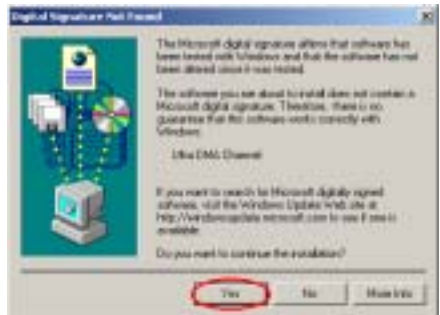 Digital Signature Not Found
The Microsoft digital signature affirms that software has
been tested with Windows and that the software has not
been altered since it was tested.
The software you are about to install does not contain a
Microsoft digital signature. Therefore, there is no
guarantee that this software works correctly with
Windows.
Ultra DMA Channel
If you want to search for Microsoft digitally signed
software, visit the Windows Update Web site at
http://windowsupdate.microsoft.com to see if one is
available.
Do you want to continue the installation?
Yes
No
More Info